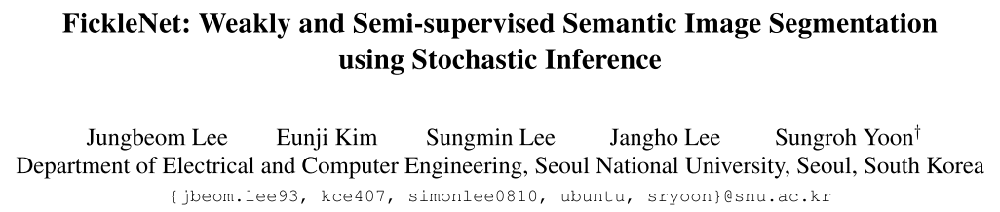 FickleNet: Weakly and Semi-supervised Semantic Image Segmentation
using Stochastic Inference
Jungbeom Lee Eunji Kim Sungmin Lee Jangho Lee Sungroh Yoon†
Department of Electrical and Computer Engineering, Seoul National University, Seoul, South Korea
{jbeom.lee93, kce407, simonlee0810, ubuntu, sryoon}@snu.ac.kr